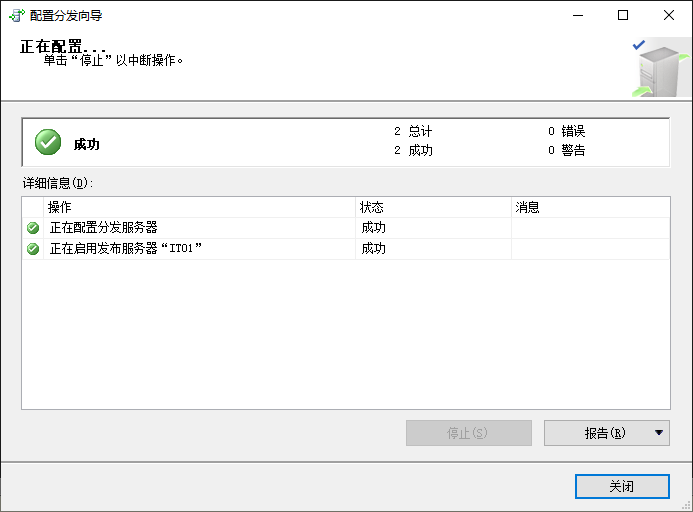 配置分发向导
正在配置...
单击“停止”以中断操作。
成功
2 总计
0 错误
2 成功
0 警告
详细信息(D):
操作 状态 消息
正在配置分发服务器 成功
正在启用发布服务器“IT01” 成功
停止(S)
报告(R)
关闭